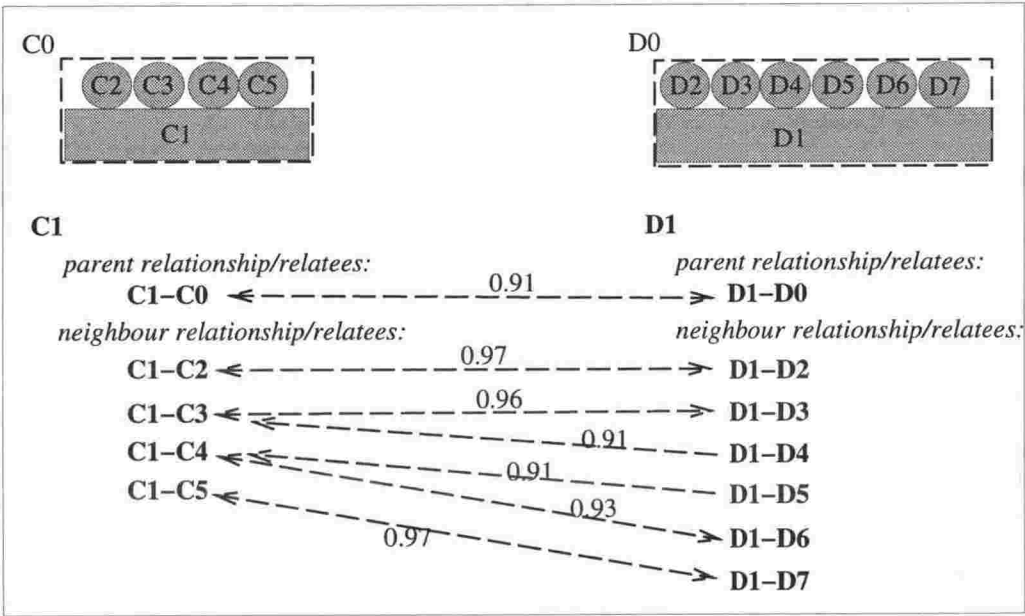 C0
D0
C2 C3 C4 C5
D2 D3 D4 D5 D6 D7
C1
D1
C1
D1
parent relationship/relatees:
parent relationship/relatees:
C1–C0
0.91
D1–D0
neighbour relationship/relatees:
neighbour relationship/relatees:
C1–C2
0.97
D1–D2
C1–C3
0.96
D1–D3
0.91
D1–D4
C1–C4
0.91
D1–D5
C1–C5
0.93
D1–D6
0.97
D1–D7